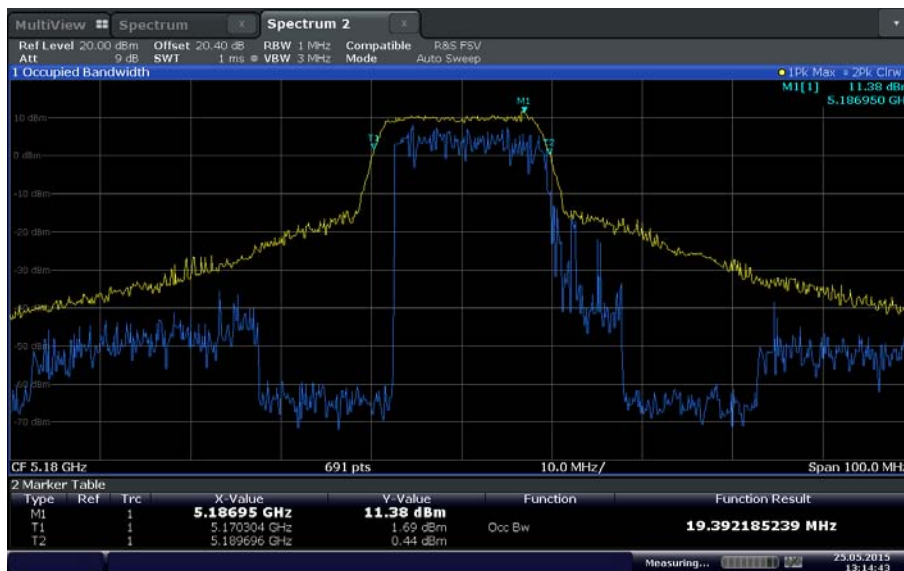 MultiView Spectrum x Spectrum 2 x
Ref Level 20.00 dBm Offset 20.40 dB RBW 1 MHz Compatible R&S FSV
Att 9 dB SWT 1 ms VBW 3 MHz Mode Auto Sweep
1 Occupied Bandwidth 1Pk Max 2Pk Clrw
M1[1] 11.38 dBm
5.186950 GH
M1
10 dBm
T1
T2
0 dBm
-10 dBm
-20 dBm
-30 dBm
-40 dBm
-50 dBm
-60 dBm
-70 dBm
CF 5.18 GHz 691 pts 10.0 MHz/ Span 100.0 MHz
2 Marker Table
Type Ref Trc X-Value Y-Value Function Function Result
M1 1 5.18695 GHz 11.38 dBm
T1 1 5.170304 GHz 1.69 dBm Occ Bw 19.392185239 MHz
T2 1 5.189696 GHz 0.44 dBm
Measuring... 25.05.2015
13:14:43